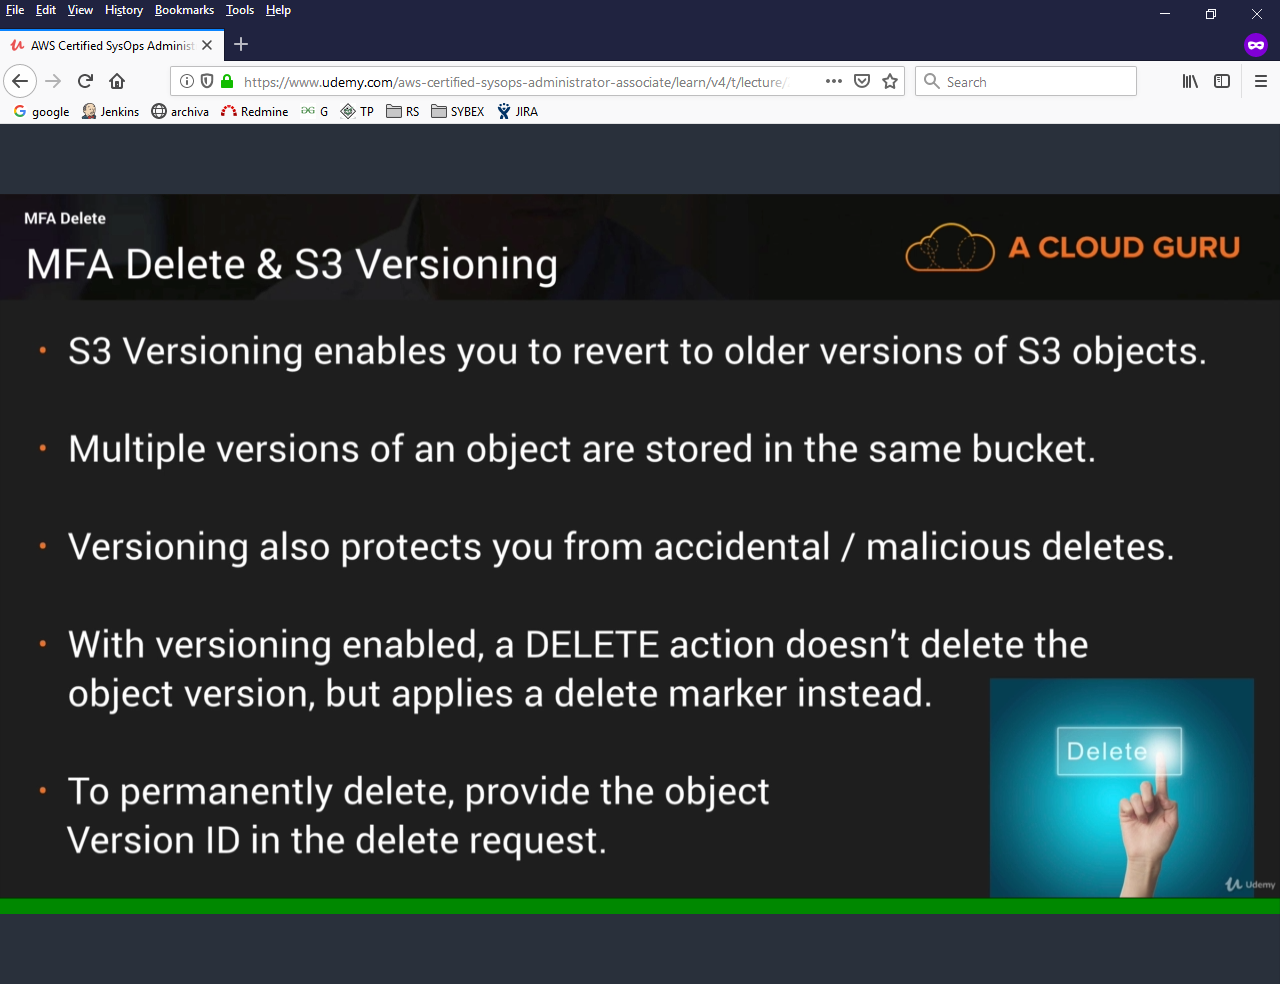 File Edit View History Bookmarks Tools Help
AWS Certified SysOps Administ
https://www.udemy.com/aws-certified-sysops-administrator-associate/learn/v4/t/lecture/
Search
google Jenkins archiva Redmine G TP RS SYBEX JIRA
MFA Delete
MFA Delete & S3 Versioning
A CLOUD GURU
• S3 Versioning enables you to revert to older versions of S3 objects.
• Multiple versions of an object are stored in the same bucket.
• Versioning also protects you from accidental / malicious deletes.
• With versioning enabled, a DELETE action doesn’t delete the
object version, but applies a delete marker instead.
• To permanently delete, provide the object
Version ID in the delete request.
Delete
Udemy